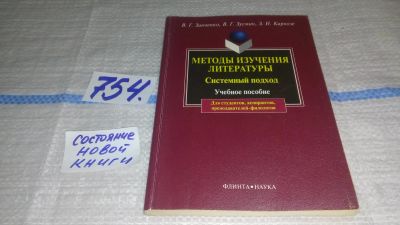 754.
СОСТОЯНИЕ
НОВОЙ
КНИГИ
В. Г. Зинченко, В. Г. Зусман, З. И. Кирнозе
МЕТОДЫ ИЗУЧЕНИЯ
ЛИТЕРАТУРЫ
Системный подход
Учебное пособие
Для студентов, аспирантов,
преподавателей-филологов
ФЛИНТА • НАУКА